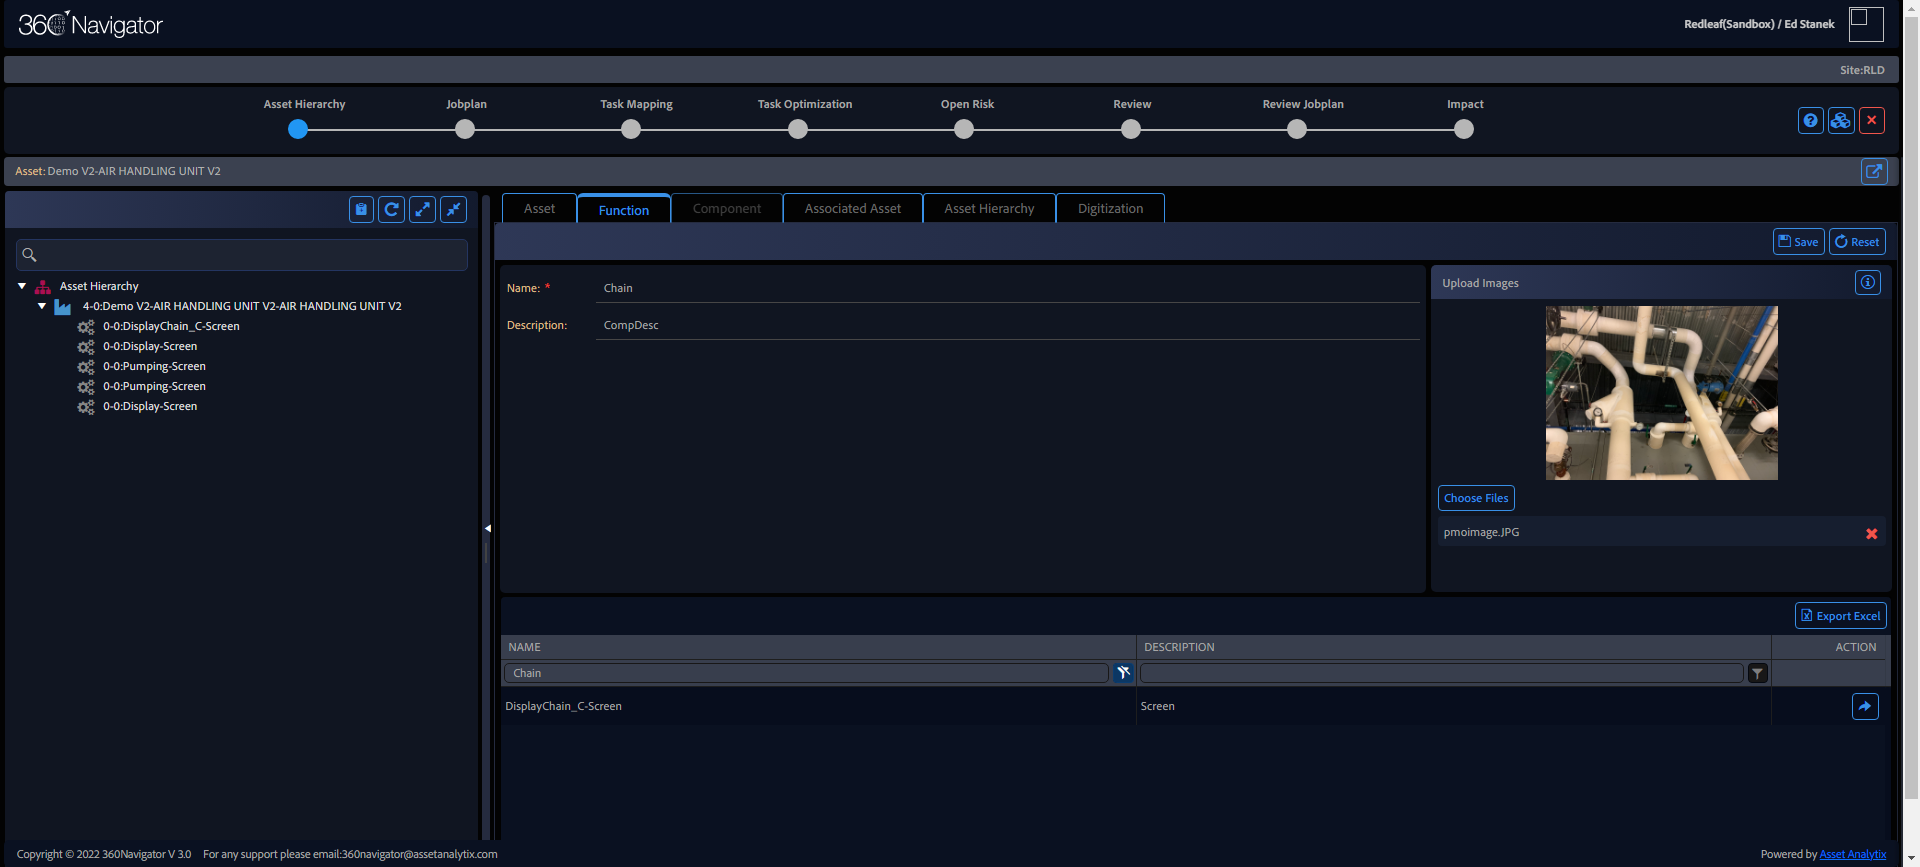 360 Navigator
Redleaf(Sandbox) / Ed Stanek
Site:RLD
Asset Hierarchy
Jobplan
Task Mapping
Task Optimization
Open Risk
Review
Review Jobplan
Impact
Asset: Demo V2-AIR HANDLING UNIT V2
Asset
Function
Component
Associated Asset
Asset Hierarchy
Digitization
Save
Reset
Asset Hierarchy
4-0:Demo V2-AIR HANDLING UNIT V2-AIR HANDLING UNIT V2
0-0:DisplayChain_C-Screen
0-0:Display-Screen
0-0:Pumping-Screen
0-0:Pumping-Screen
0-0:Display-Screen
Name: * Chain
Description: CompDesc
Upload Images
Choose Files
pmoimage.JPG
Export Excel
NAME DESCRIPTION ACTION
Chain
DisplayChain_C-Screen Screen
Copyright © 2022 360Navigator V 3.0 For any support please email:360navigator@assetanalytix.com
Powered by Asset Analytix